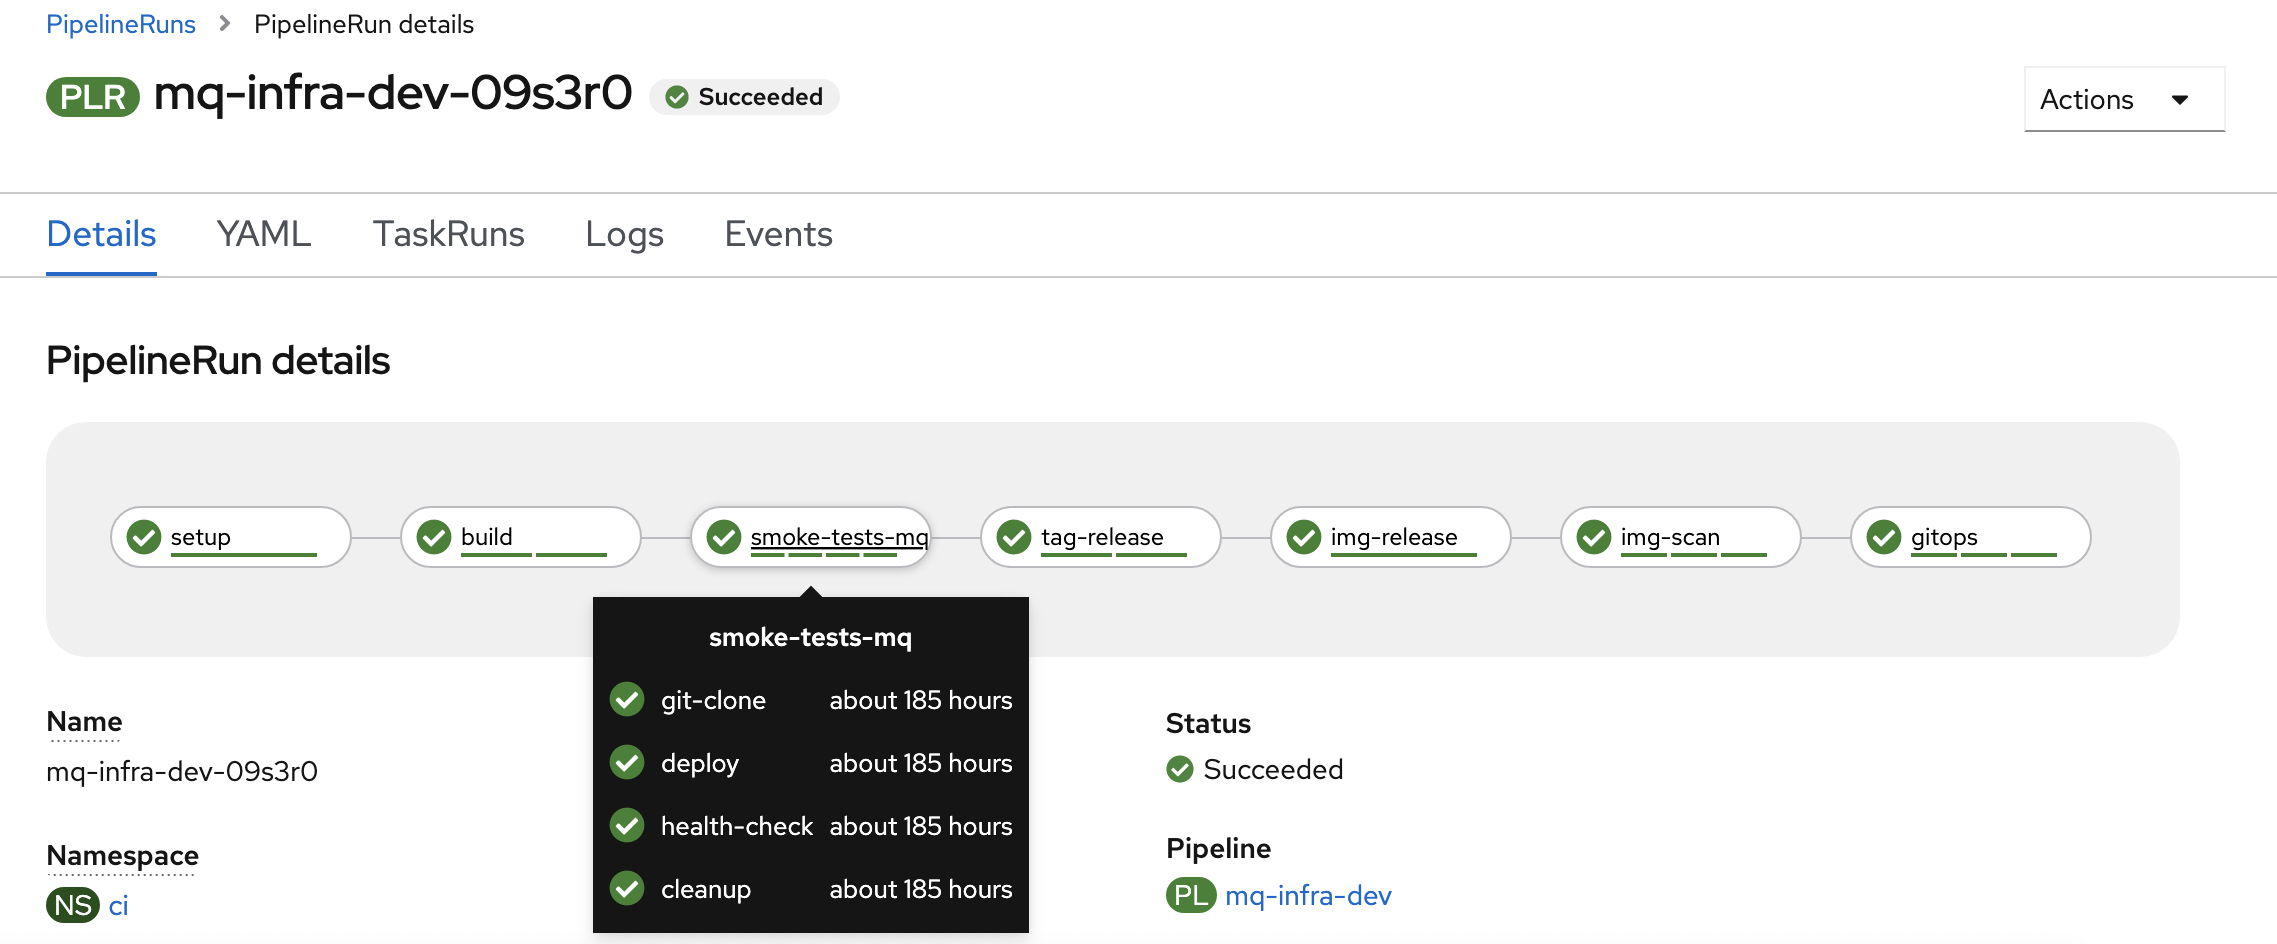 PipelineRuns > PipelineRun details
PLR mq-infra-dev-09s3r0 Succeeded
Actions
Details YAML TaskRuns Logs Events
PipelineRun details
setup build smoke-tests-mq tag-release img-release img-scan gitops
smoke-tests-mq
git-clone about 185 hours
deploy about 185 hours
health-check about 185 hours
cleanup about 185 hours
Name
mq-infra-dev-09s3r0
Namespace
NS ci
Status
Succeeded
Pipeline
PL mq-infra-dev